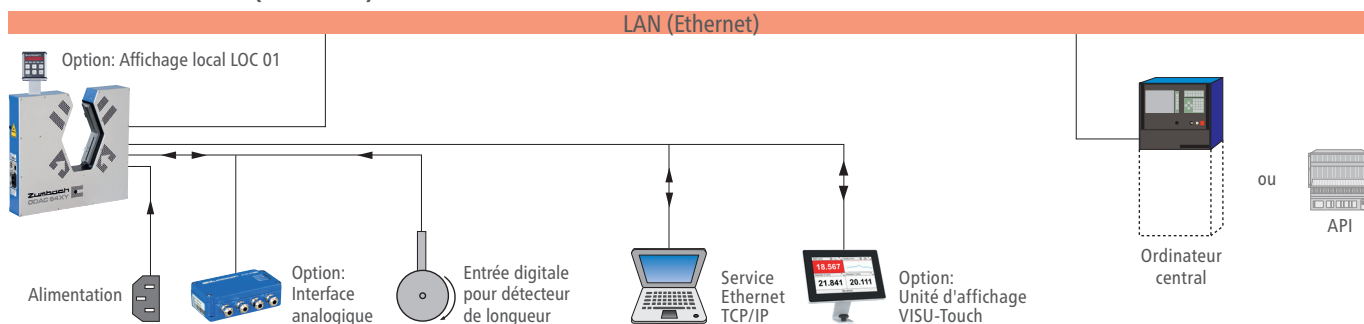 LAN (Ethernet)
Option: Affichage local LOC 01
Zumbach
ODAC 64XY
ou
API
Ordinateur
central
Alimentation
Option:
Interface
analogique
Entrée digitale
pour détecteur
de longueur
Service
Ethernet
TCP/IP
18.567
21.841 20.111
Option:
Unité d'affichage
VISU-Touch